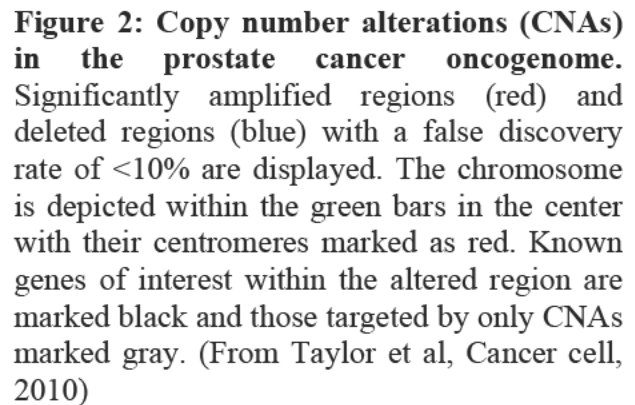 Figure 2: Copy number alterations (CNAs)
in the prostate cancer oncogenome.
Significantly amplified regions (red) and
deleted regions (blue) with a false discovery
rate of <10% are displayed. The chromosome
is depicted within the green bars in the center
with their centromeres marked as red. Known
genes of interest within the altered region are
marked black and those targeted by only CNAs
marked gray. (From Taylor et al, Cancer cell,
2010)